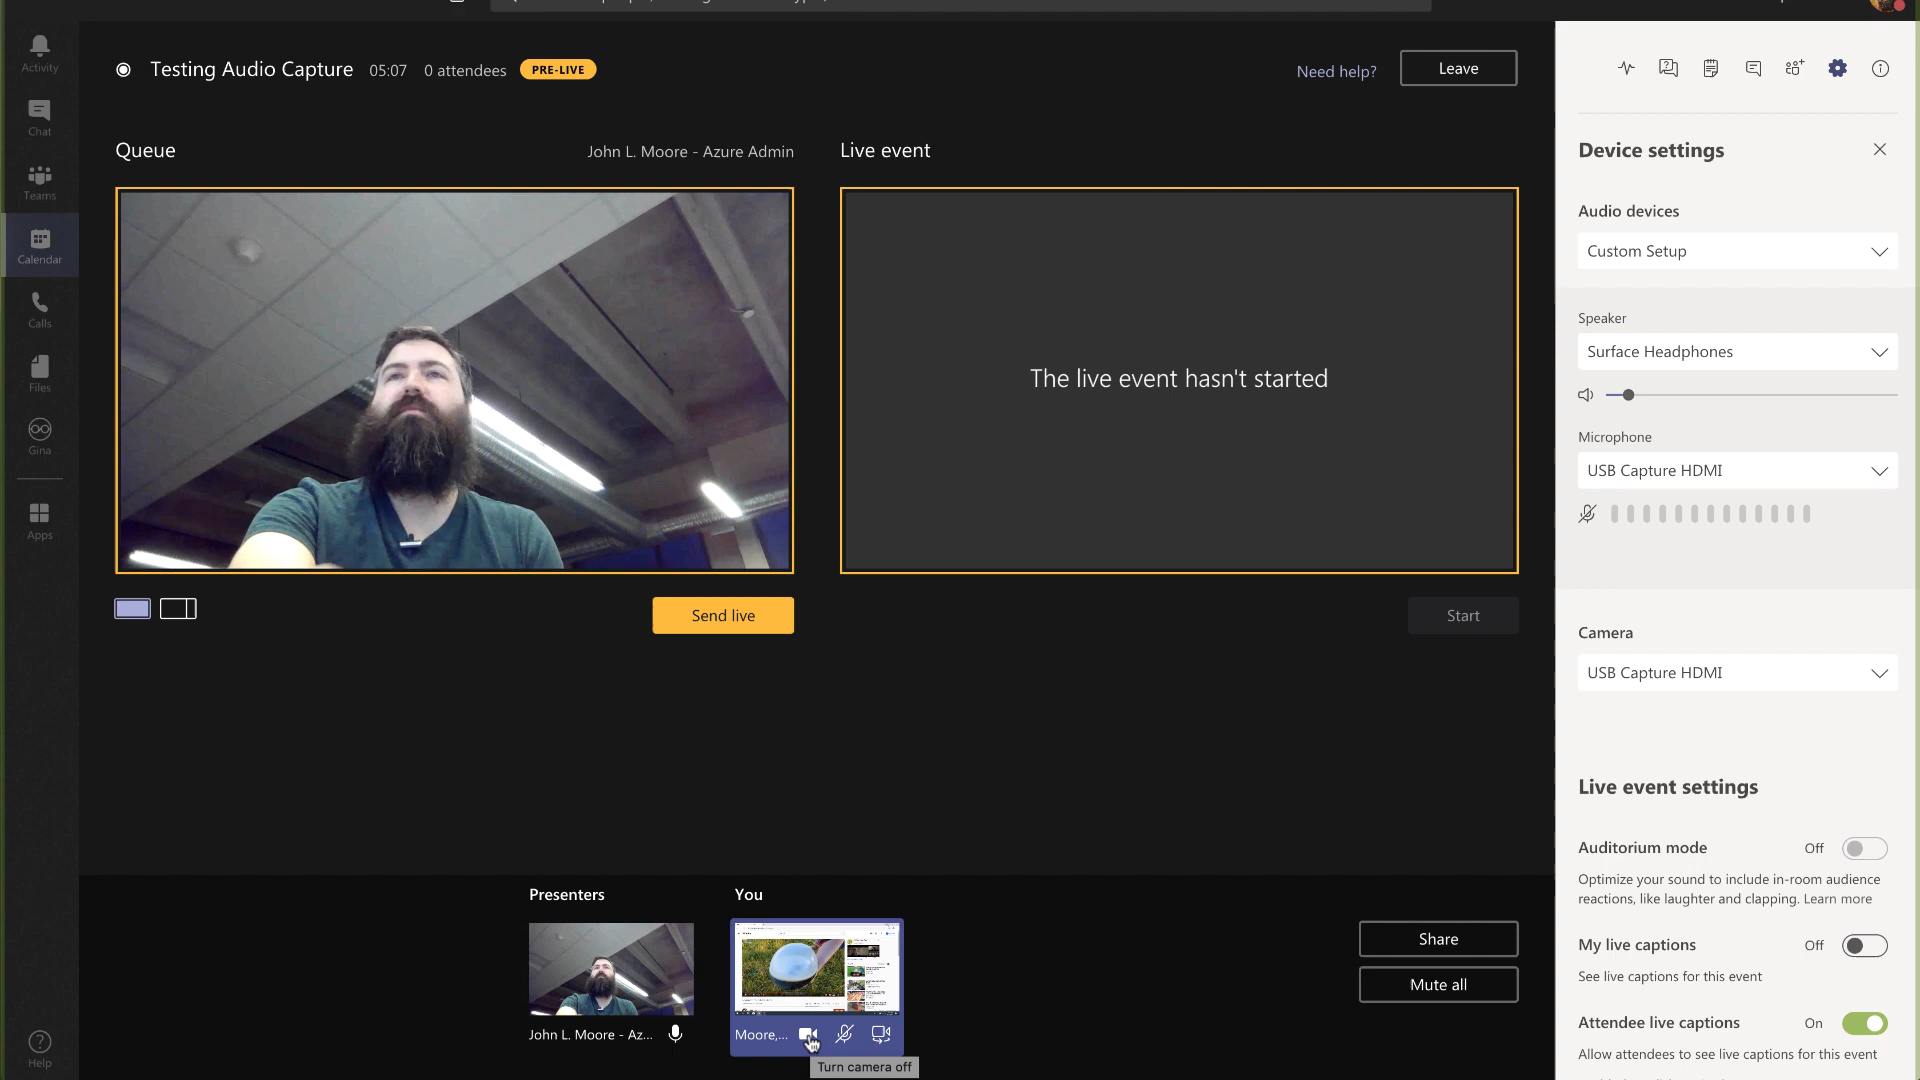 Activity
Chat
Teams
Calendar
Calls
Files
Gina
Apps
Help
Testing Audio Capture 05:07 0 attendees PRE-LIVE
Need help? Leave
Queue John L. Moore - Azure Admin
Live event
The live event hasn't started
Send live
Start
Presenters
You
John L. Moore - Az...
Moore,...
Turn camera off
Share
Mute all
Device settings
Audio devices
Custom Setup
Speaker
Surface Headphones
Microphone
USB Capture HDMI
Camera
USB Capture HDMI
Live event settings
Auditorium mode Off
Optimize your sound to include in-room audience
reactions, like laughter and clapping. Learn more
My live captions Off
See live captions for this event
Attendee live captions On
Allow attendees to see live captions for this event